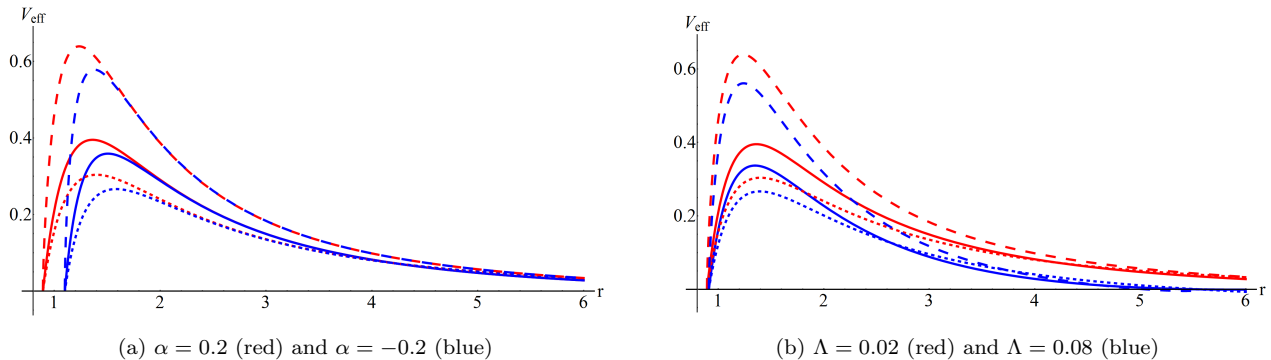 V_eff
0.6
0.4
0.2
1 2 3 4 5 6 r
(a) α = 0.2 (red) and α = −0.2 (blue)
V_eff
0.6
0.4
0.2
1 2 3 4 5 6 r
(b) Λ = 0.02 (red) and Λ = 0.08 (blue)